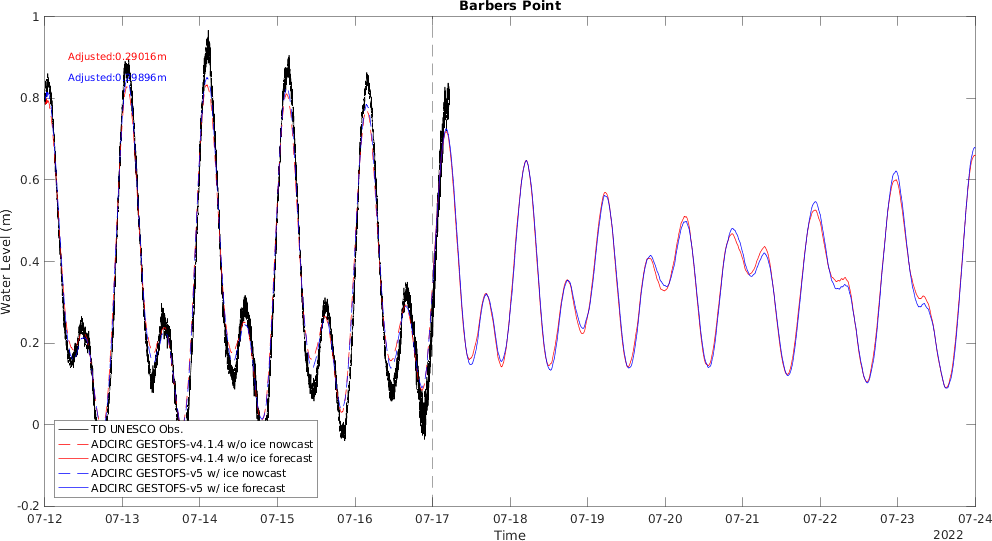 Barbers Point
1
0.8
0.6
0.4
0.2
0
-0.2
Water Level (m)
Adjusted:0.29016m
TD UNESCO Obs.
ADCIRC GESTOFS-v4.1.4 w/o ice nowcast
ADCIRC GESTOFS-v4.1.4 w/o ice forecast
ADCIRC GESTOFS-v5 w/ ice nowcast
ADCIRC GESTOFS-v5 w/ ice forecast
07-12 07-13 07-14 07-15 07-16 07-17 07-18 07-19 07-20 07-21 07-22 07-23 07-24
Time
2022